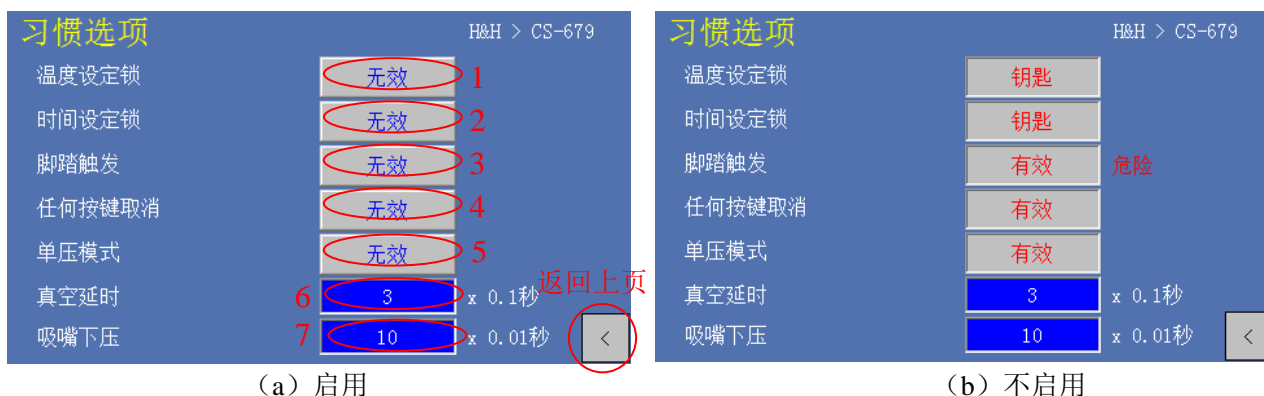 习惯选项 H&H > CS-679
温度设定锁 无效 1
时间设定锁 无效 2
脚踏触发 无效 3
任何按键取消 无效 4
单压模式 无效 5
返回上页
真空延时 6 3 x 0.1秒
吸嘴下压 7 10 x 0.01秒 <
(a)启用
习惯选项 H&H > CS-679
温度设定锁 钥匙
时间设定锁 钥匙
脚踏触发 有效 危险
任何按键取消 有效
单压模式 有效
真空延时 3 x 0.1秒
吸嘴下压 10 x 0.01秒 <
(b)不启用